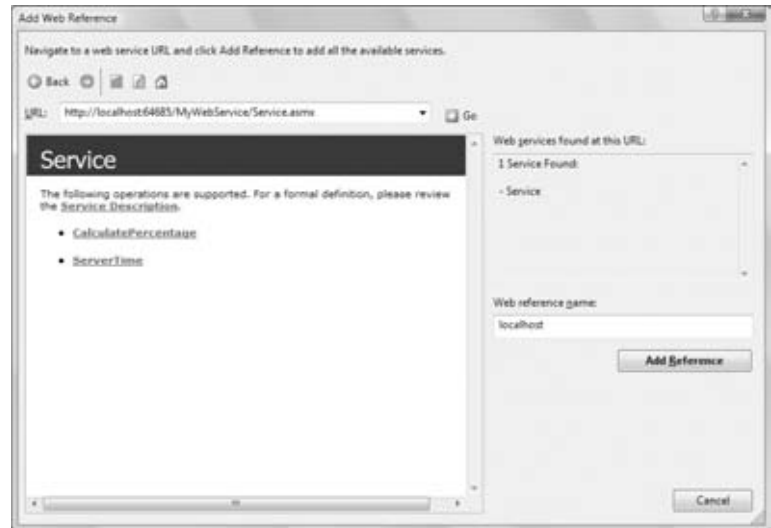 Add Web Reference
Navigate to a web service URL and click Add Reference to add all the available services.
Back
URL: http://localhost:64685/MyWebService/Service.asmx
Go
Service
The following operations are supported. For a formal definition, please review
the Service Description.
• CalculatePercentage
• ServerTime
Web services found at this URL:
1 Service Found:
- Service
Web reference name:
localhost
Add Reference
Cancel